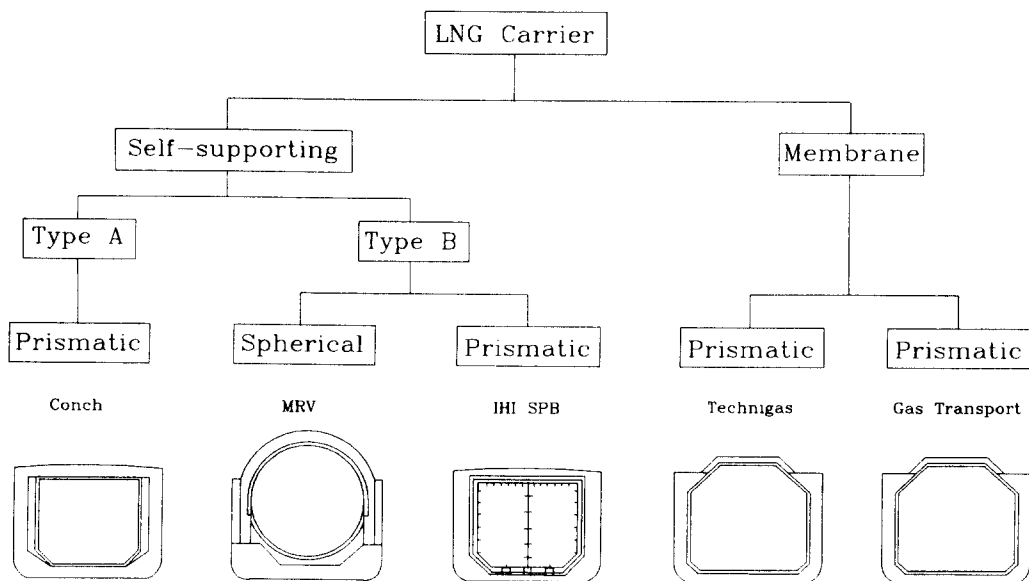 LNG Carrier
Self-supporting
Membrane
Type A
Type B
Prismatic
Spherical
Prismatic
Prismatic
Prismatic
Conch
MRV
IHI SPB
Technigas
Gas Transport